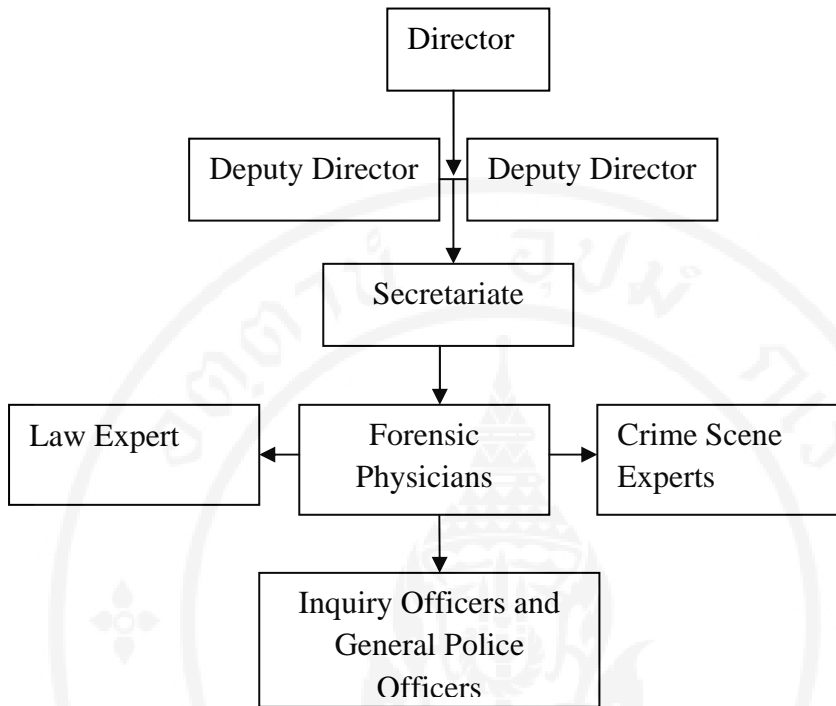 Director
Deputy Director
Deputy Director
Secretariate
Law Expert
Forensic
Physicians
Crime Scene
Experts
Inquiry Officers and
General Police
Officers